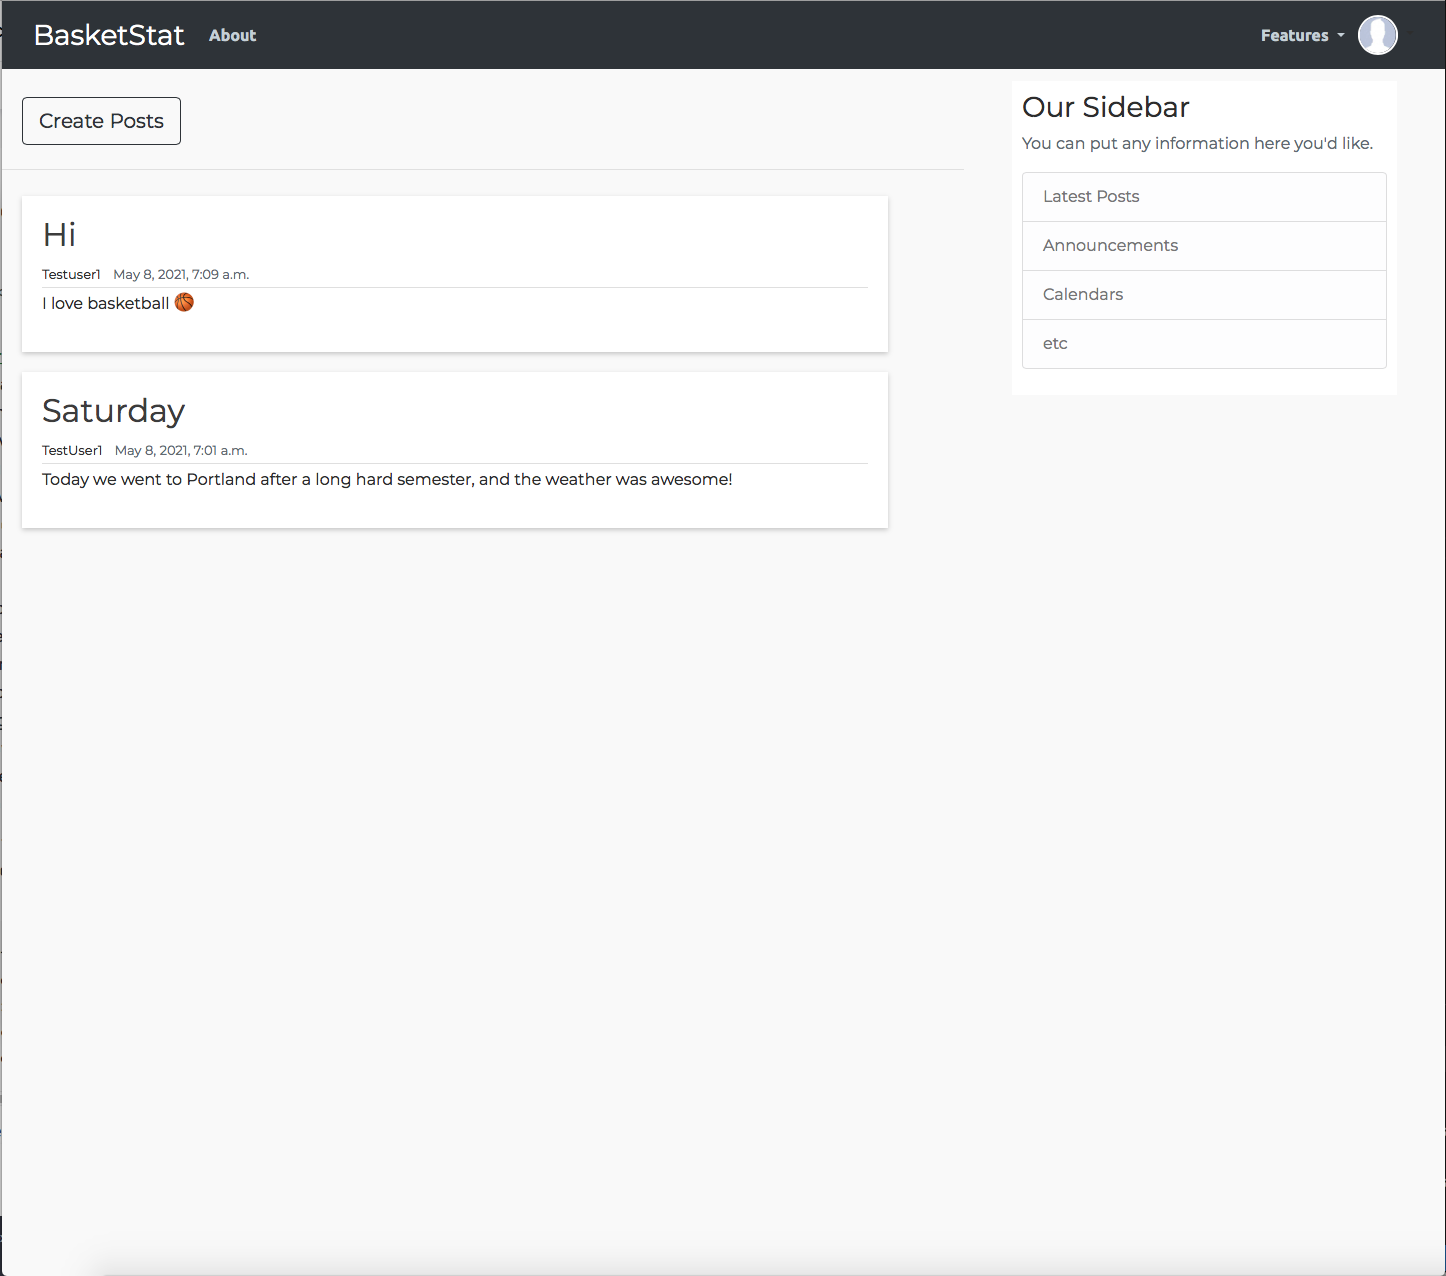 BasketStat About Features
Create Posts
Hi
Testuser1 May 8, 2021, 7:09 a.m.
I love basketball 🏀
Saturday
TestUser1 May 8, 2021, 7:01 a.m.
Today we went to Portland after a long hard semester, and the weather was awesome!
Our Sidebar
You can put any information here you'd like.
Latest Posts
Announcements
Calendars
etc